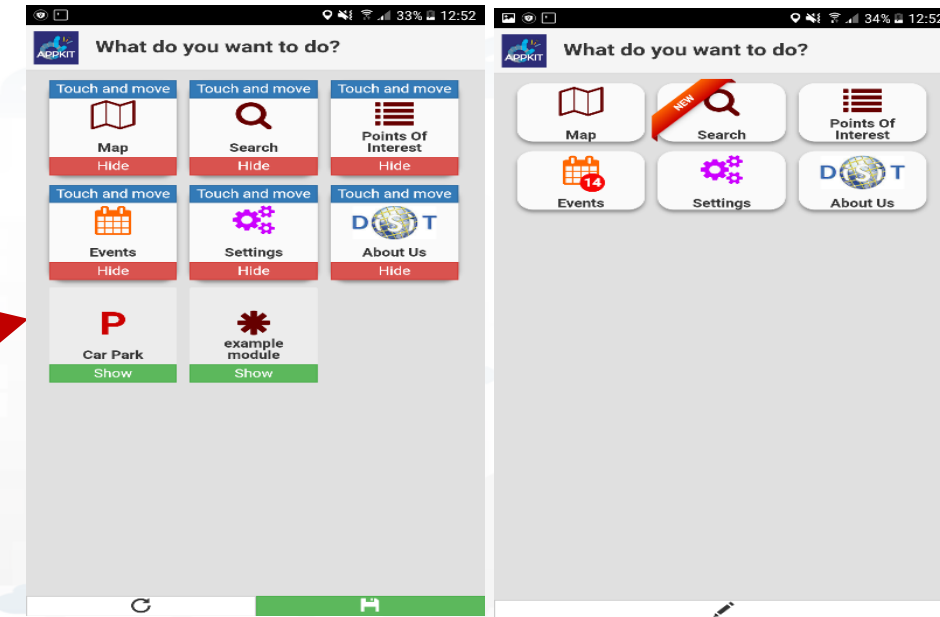 33% 12:52
APPKIT What do you want to do?
Touch and move Touch and move Touch and move
Map Search Points Of
Interest
Hide Hide Hide
Touch and move Touch and move Touch and move
D S T
Events Settings About Us
Hide Hide Hide
P
Car Park example
module
Show Show
34% 12:52
APPKIT What do you want to do?
NEW
Map Search Points Of
Interest
14 D S T
Events Settings About Us